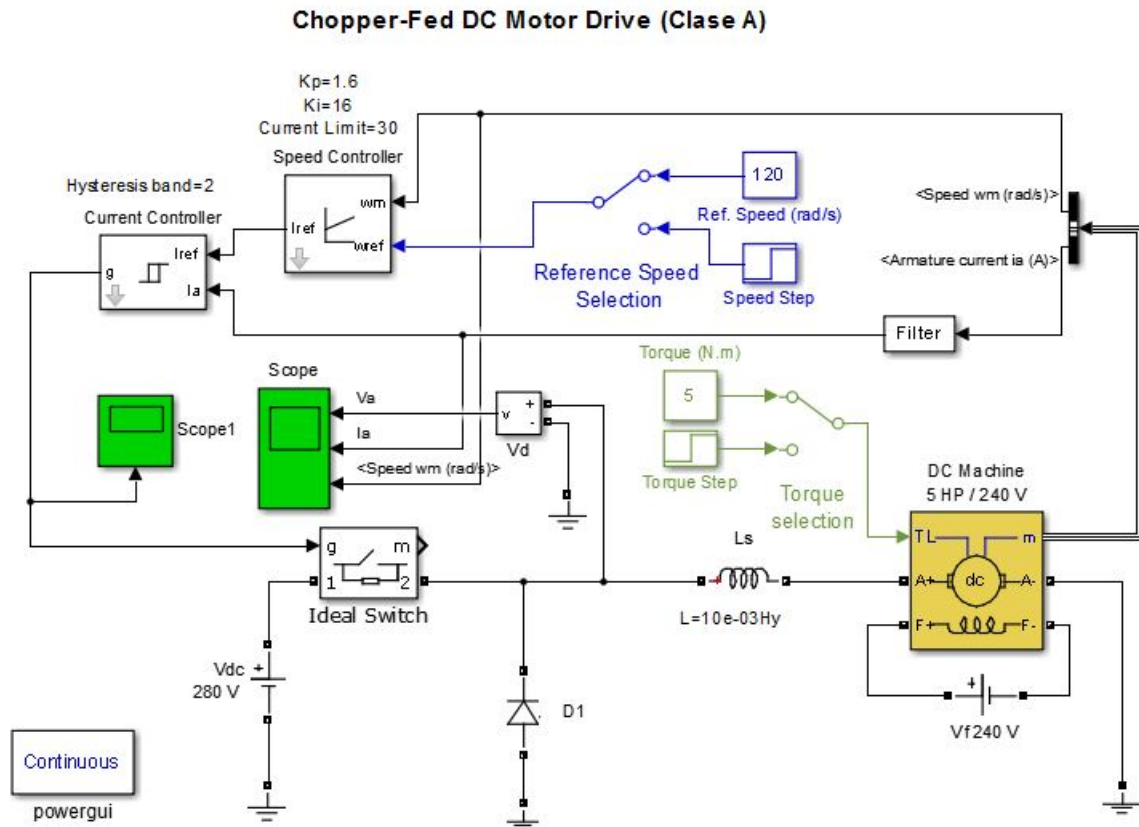 Chopper-Fed DC Motor Drive (Clase A)
Kp=1.6
Ki=16
Current Limit=30
Speed Controller
wm
Iref
wref
Hysteresis band=2
Current Controller
Iref
g
Ia
120
Ref. Speed (rad/s)
Reference Speed
Selection
Speed Step
<Speed wm (rad/s)>
<Armature current ia (A)>
Filter
Scope1
Scope
Va
Ia
<Speed wm (rad/s)>
v
+
-
Vd
Torque (N.m)
5
Torque Step
Torque
selection
DC Machine
5 HP / 240 V
TL
m
A+
dc
A-
F+
F-
g
m
1
2
Ideal Switch
Ls
L=10e-03Hy
Vdc
280 V
+
D1
+
Vf 240 V
Continuous
powergui